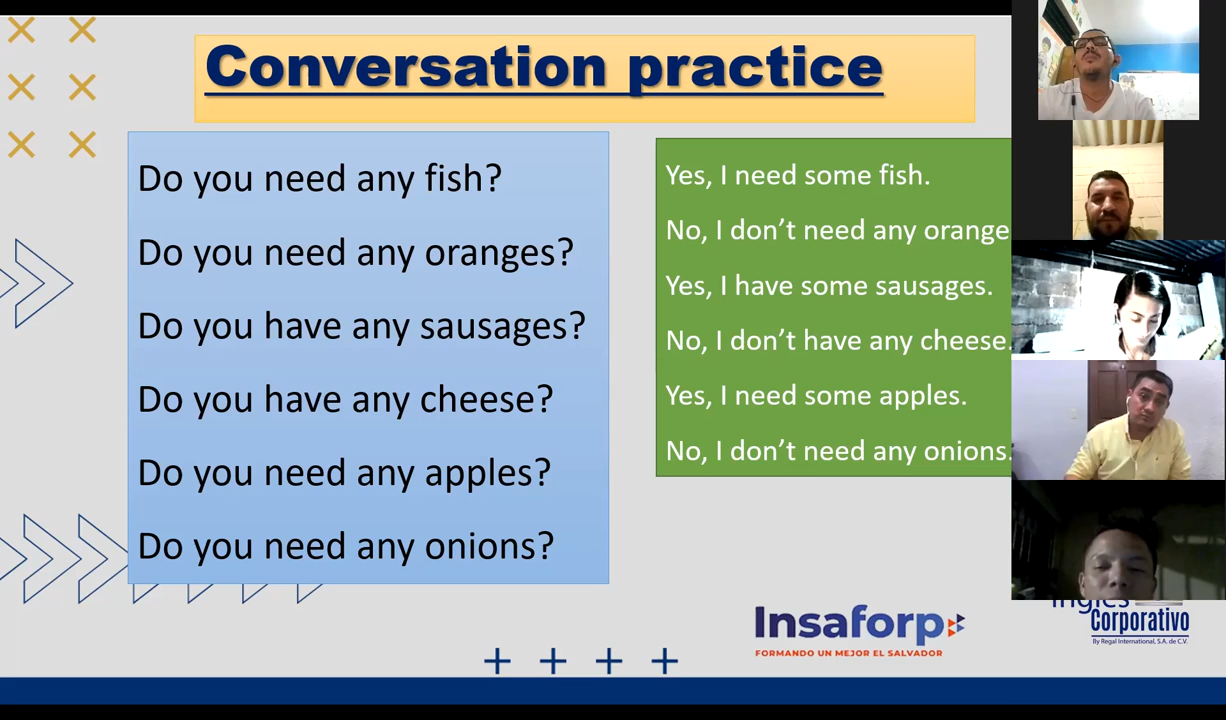 Conversation practice
Do you need any fish?
Do you need any oranges?
Do you have any sausages?
Do you have any cheese?
Do you need any apples?
Do you need any onions?
Yes, I need some fish.
No, I don't need any orange
Yes, I have some sausages.
No, I don't have any cheese.
Yes, I need some apples.
No, I don't need any onions.
Insaforp
FORMANDO UN MEJOR EL SALVADOR
Inglés
Corporativo
By Regal International, S.A. de C.V.